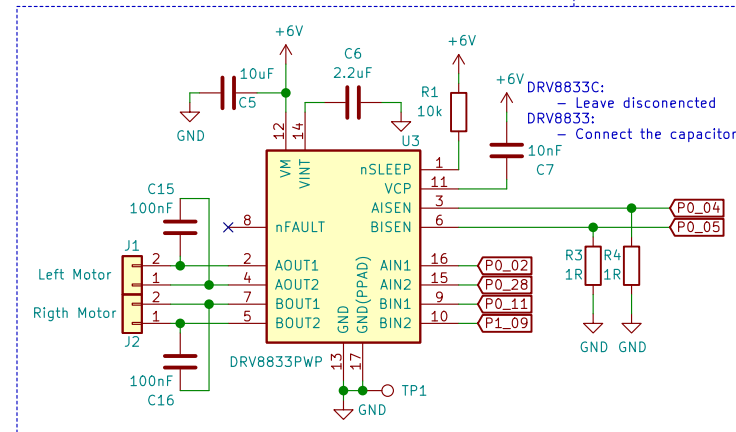 +6V
C6
+6V
10uF
2.2uF
C5
GND
R1
10k
+6V
DRV8833C:
- Leave disonencted
DRV8833:
- Connect the capacitor
10nF
C7
GND
12
14
U3
VM
VINT
nSLEEP
1
VCP
11
AISEN
3
P0_04
BISEN
6
P0_05
C15
100nF
8
nFAULT
J1
2
2
AOUT1
AIN1
16
P0_02
Left Motor
1
4
AOUT2
AIN2
15
P0_28
2
7
BOUT1
BIN1
9
P0_11
Rigth Motor
1
5
BOUT2
BIN2
10
P1_09
J2
R3
1R
R4
1R
GND
GND
GND
GND(PPAD)
DRV8833PWP
13
17
100nF
C16
TP1
GND